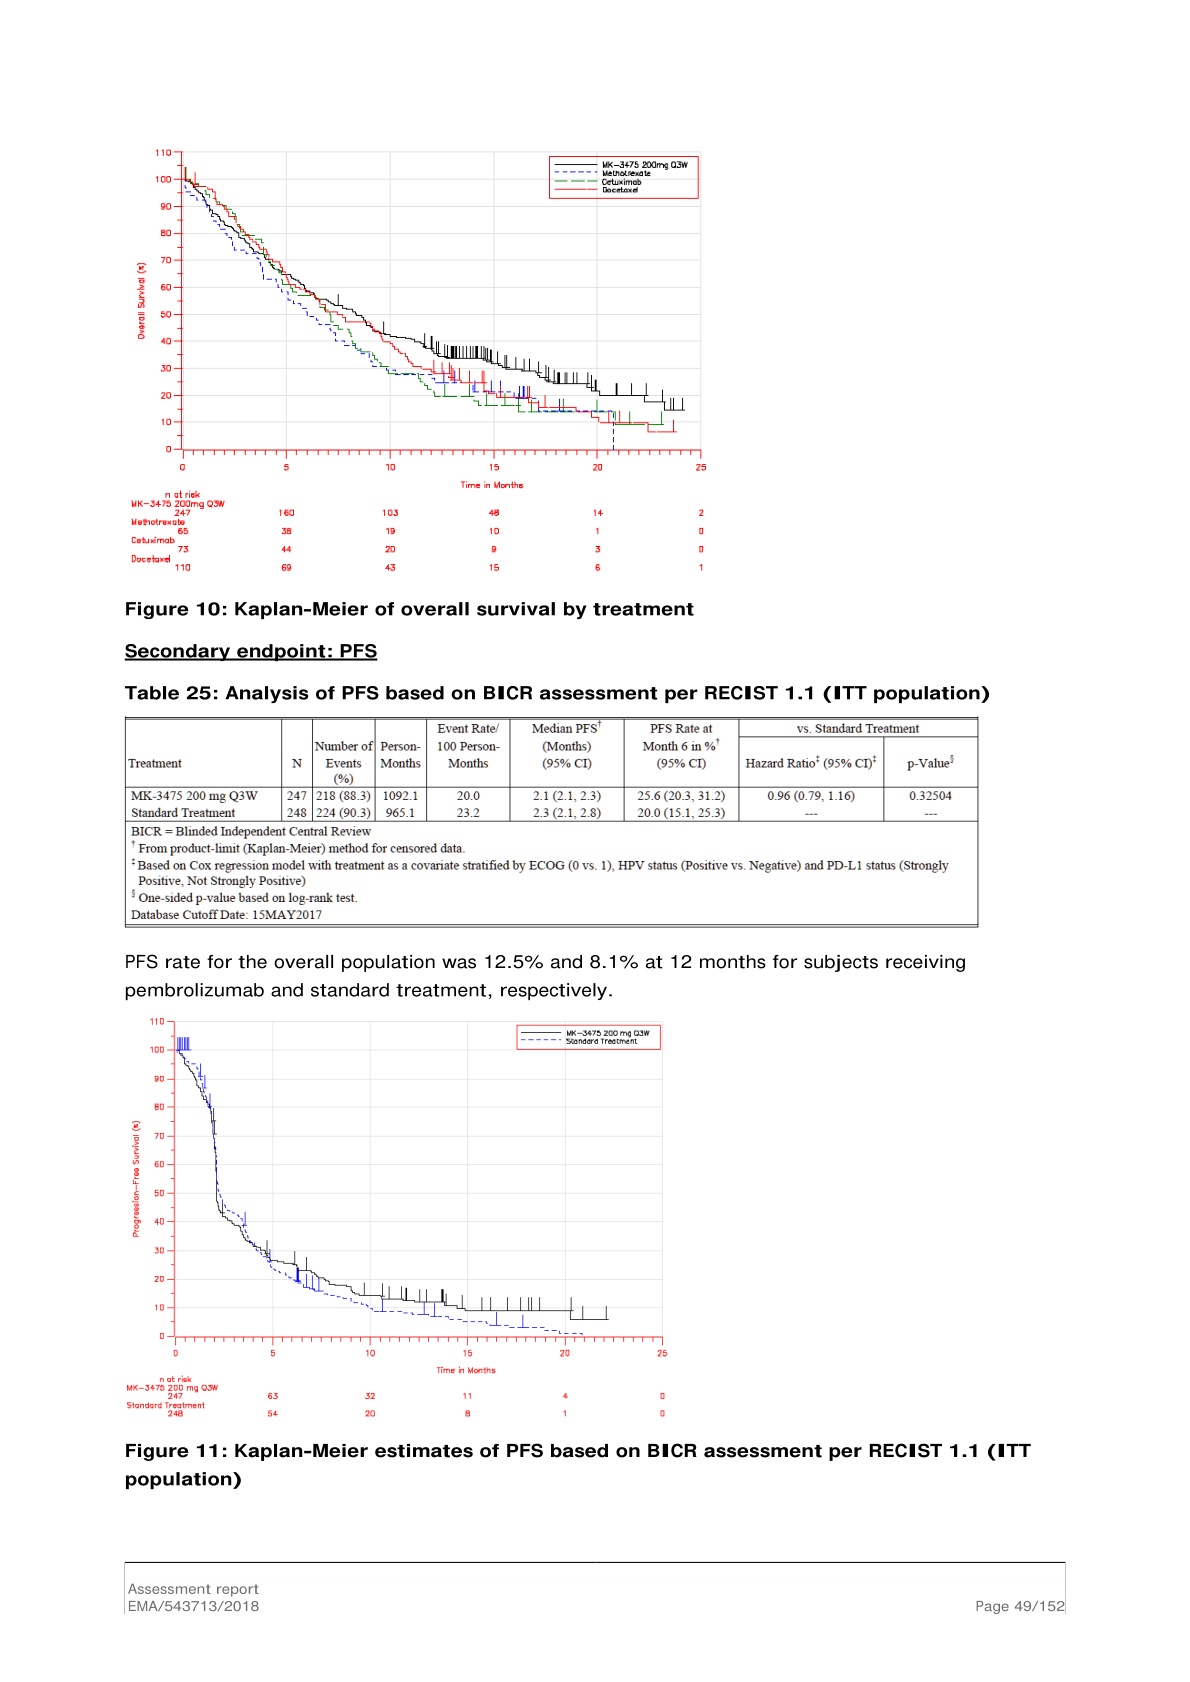 110
100
90
80
70
60
50
40
30
20
10
0
Overall Survival (%)
MK-3475 200mg Q3W
Methotrexate
Cetuximab
Docetaxel
0 5 10 15 20 25
Time in Months
n at risk
MK-3475 200mg Q3W
247 160 103 48 14 2
Methotrexate
65 38 19 10 1 0
Cetuximab
73 44 20 9 3 0
Docetaxel
110 69 43 15 6 1
Figure 10: Kaplan-Meier of overall survival by treatment
Secondary endpoint: PFS
Table 25: Analysis of PFS based on BICR assessment per RECIST 1.1 (ITT population)
Event Rate/ Median PFS† PFS Rate at vs. Standard Treatment
Number of Person- 100 Person- (Months) Month 6 in %†
Treatment N Events Months Months (95% CI) (95% CI) Hazard Ratio‡ (95% CI)‡ p-Value§
(%)
MK-3475 200 mg Q3W 247 218 (88.3) 1092.1 20.0 2.1 (2.1, 2.3) 25.6 (20.3, 31.2) 0.96 (0.79, 1.16) 0.32504
Standard Treatment 248 224 (90.3) 965.1 23.2 2.3 (2.1, 2.8) 20.0 (15.1, 25.3) --- ---
BICR = Blinded Independent Central Review
† From product-limit (Kaplan-Meier) method for censored data.
‡ Based on Cox regression model with treatment as a covariate stratified by ECOG (0 vs. 1), HPV status (Positive vs. Negative) and PD-L1 status (Strongly
Positive, Not Strongly Positive)
§ One-sided p-value based on log-rank test.
Database Cutoff Date: 15MAY2017
PFS rate for the overall population was 12.5% and 8.1% at 12 months for subjects receiving
pembrolizumab and standard treatment, respectively.
110
100
90
80
70
60
50
40
30
20
10
0
Progression-Free Survival (%)
MK-3475 200 mg Q3W
Standard Treatment
0 5 10 15 20 25
Time in Months
n at risk
MK-3475 200 mg Q3W
247 63 32 11 4 0
Standard Treatment
248 54 20 8 1 0
Figure 11: Kaplan-Meier estimates of PFS based on BICR assessment per RECIST 1.1 (ITT
population)
Assessment report
EMA/543713/2018 Page 49/152